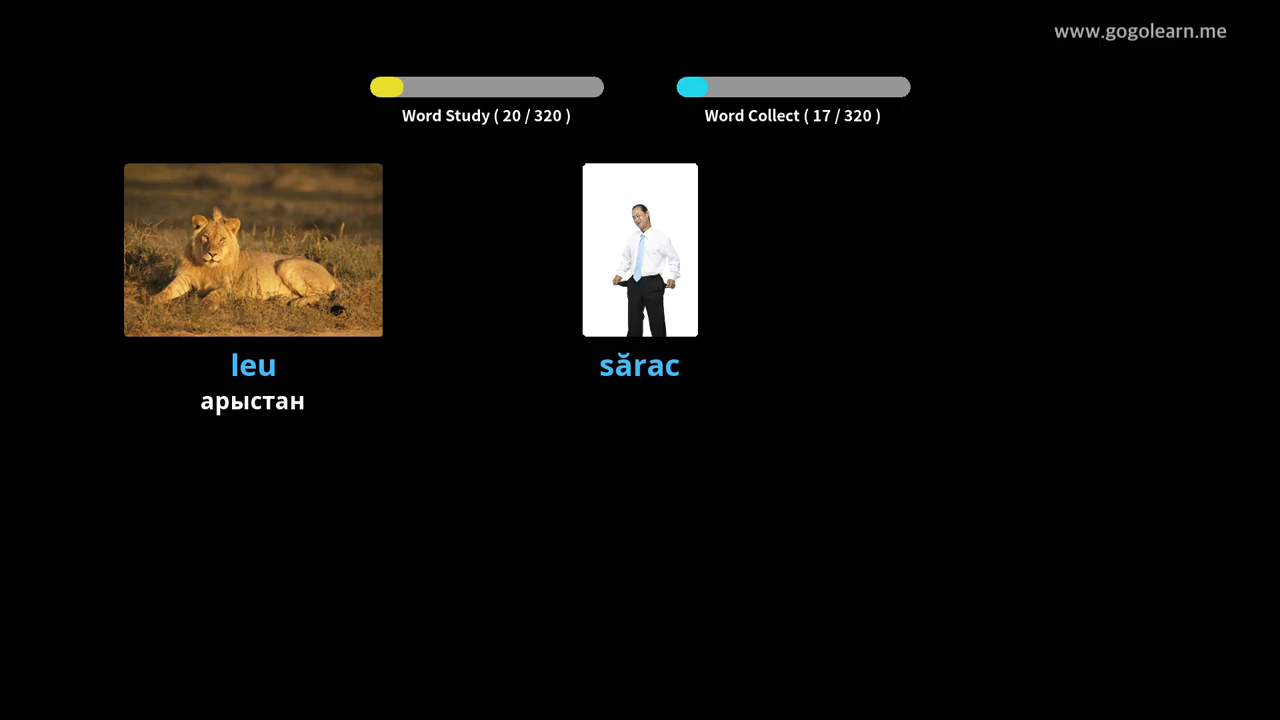 www.gogolearn.me
Word Study ( 20 / 320 )
Word Collect ( 17 / 320 )
leu
sărac
арыстан